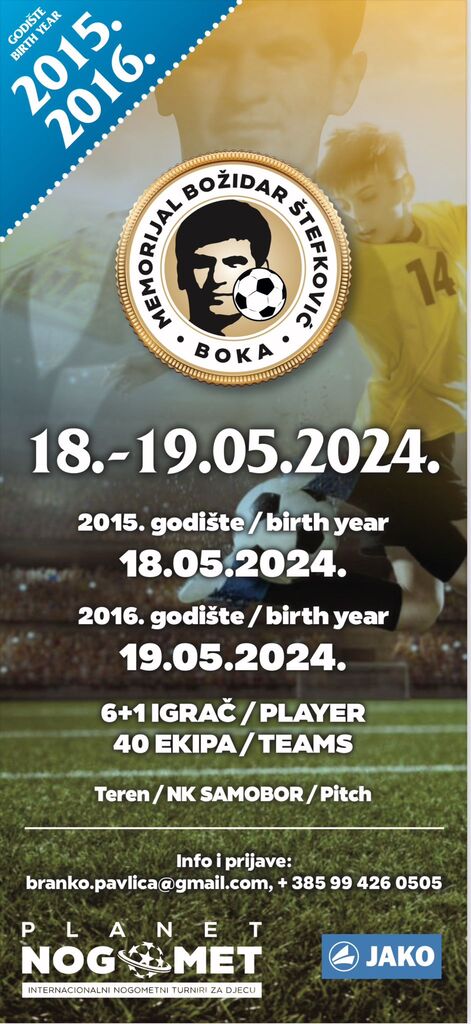 GODIŠTE
BIRTH YEAR
2015.
2016.
MEMORIJAL BOŽIDAR ŠTEFKOVIĆ
• BOKA •
14
18.-19.05.2024.
2015. godište / birth year
18.05.2024.
2016. godište / birth year
19.05.2024.
6+1 IGRAČ / PLAYER
40 EKIPA / TEAMS
Teren / NK SAMOBOR / Pitch
Info i prijave:
branko.pavlica@gmail.com, + 385 99 426 0505
PLANET
NOGOMET
INTERNACIONALNI NOGOMETNI TURNIRI ZA DJECU
JAKO